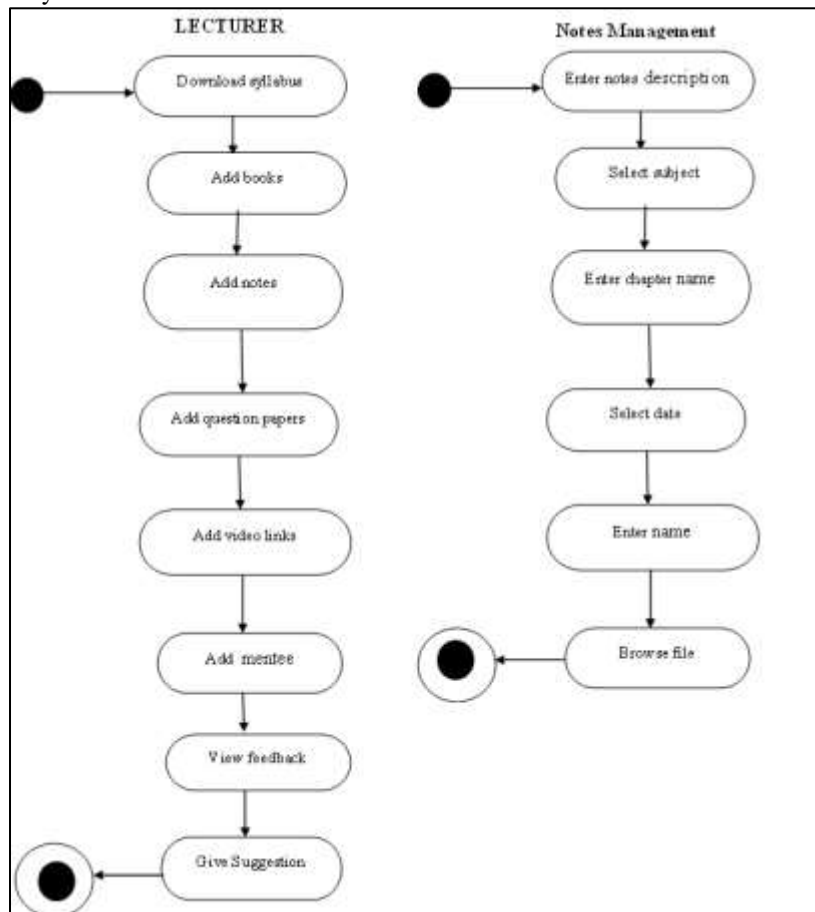 LECTURER
Download syllabus
Add books
Add notes
Add question papers
Add video links
Add mentee
View feedback
Give Suggestion
Notes Management
Enter notes description
Select subject
Enter chapter name
Select date
Enter name
Browse file